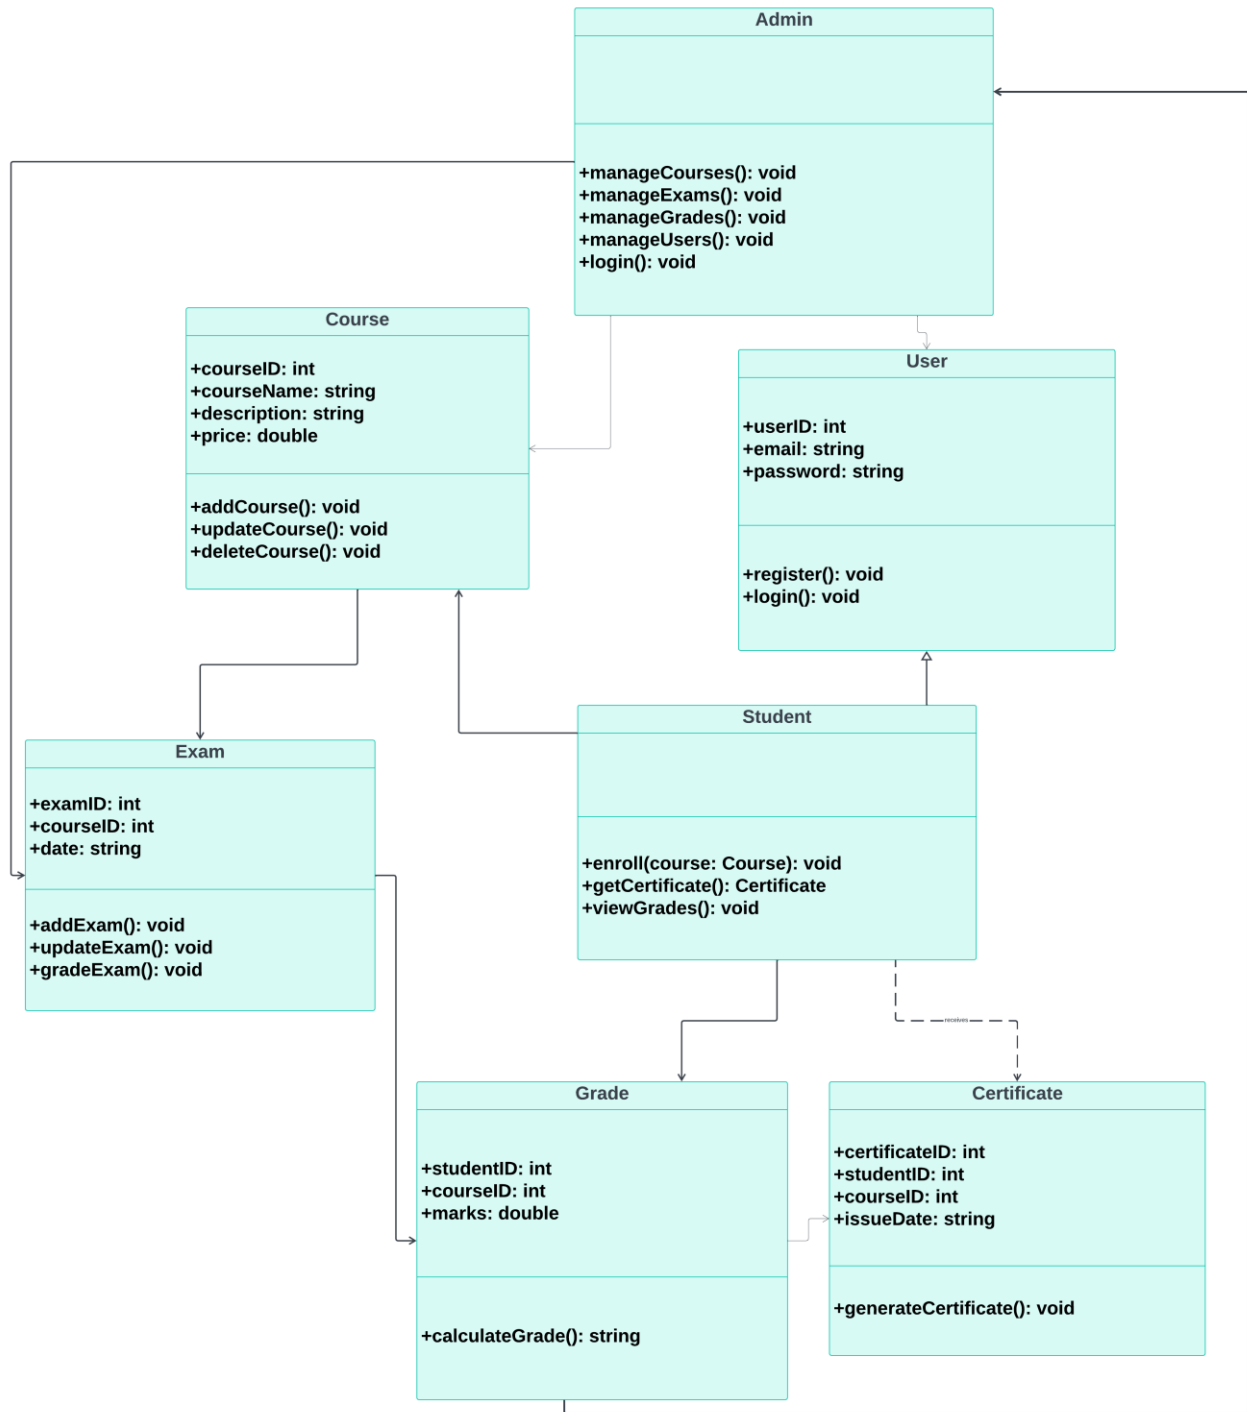 Admin
+manageCourses(): void
+manageExams(): void
+manageGrades(): void
+manageUsers(): void
+login(): void
Course
+courseID: int
+courseName: string
+description: string
+price: double
+addCourse(): void
+updateCourse(): void
+deleteCourse(): void
User
+userID: int
+email: string
+password: string
+register(): void
+login(): void
Student
+enroll(course: Course): void
+getCertificate(): Certificate
+viewGrades(): void
Exam
+examID: int
+courseID: int
+date: string
+addExam(): void
+updateExam(): void
+gradeExam(): void
receives
Grade
+studentID: int
+courseID: int
+marks: double
+calculateGrade(): string
Certificate
+certificateID: int
+studentID: int
+courseID: int
+issueDate: string
+generateCertificate(): void